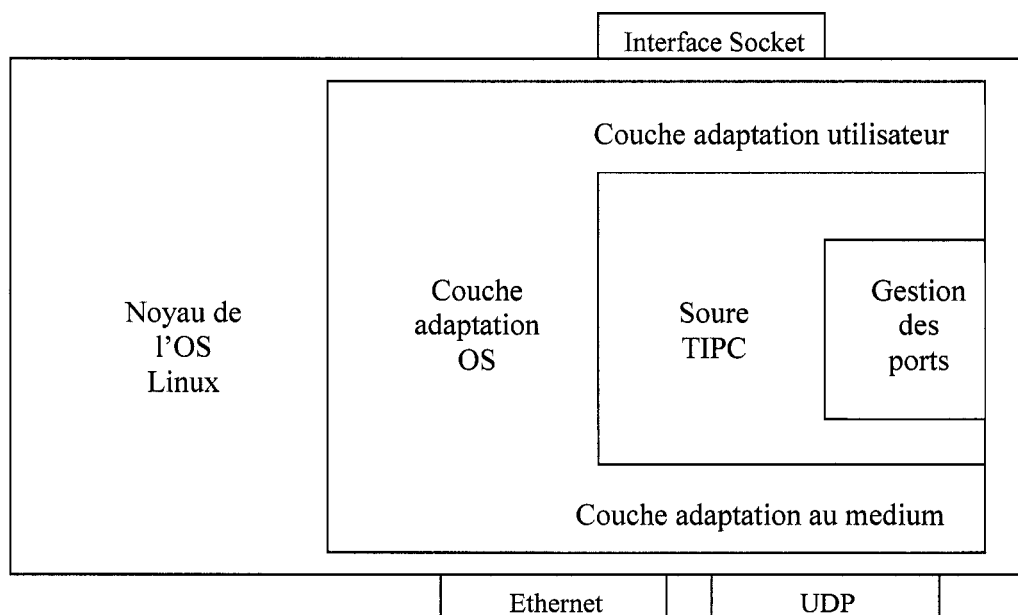 Interface Socket
Couche adaptation utilisateur
Noyau de
l'OS
Linux
Couche
adaptation
OS
Soure
TIPC
Gestion
des
ports
Couche adaptation au medium
Ethernet
UDP